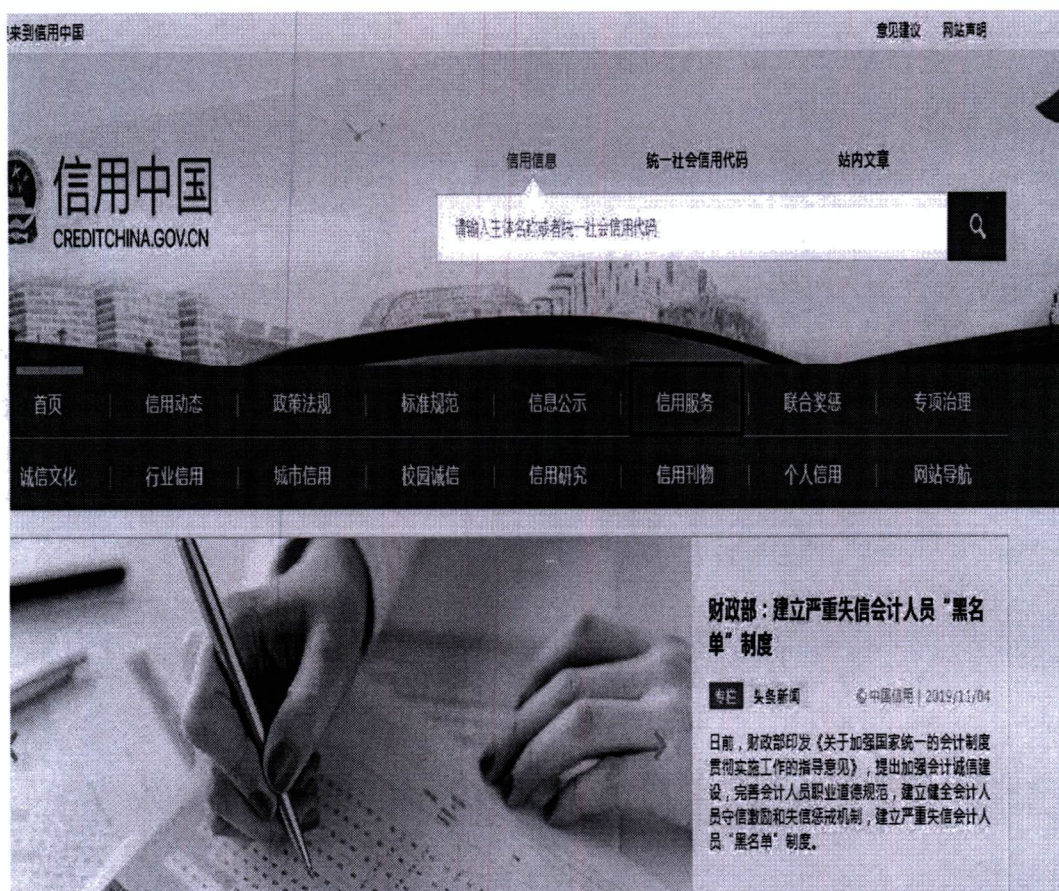 来到信用中国
意见建议 网站声明
信用中国
CREDITCHINA.GOV.CN
信用信息 统一社会信用代码 站内文章
请输入主体名称或者统一社会信用代码
首页 信用动态 政策法规 标准规范 信息公示 信用服务 联合奖惩 专项治理
诚信文化 行业信用 城市信用 校园诚信 信用研究 信用刊物 个人信用 网站导航
财政部：建立严重失信会计人员“黑名
单”制度
专栏 头条新闻 ©中国信用 | 2019/11/04
日前，财政部印发《关于加强国家统一的会计制度
贯彻实施工作的指导意见》，提出加强会计诚信建
设，完善会计人员职业道德规范，建立健全会计人
员守信激励和失信惩戒机制，建立严重失信会计人
员“黑名单”制度。